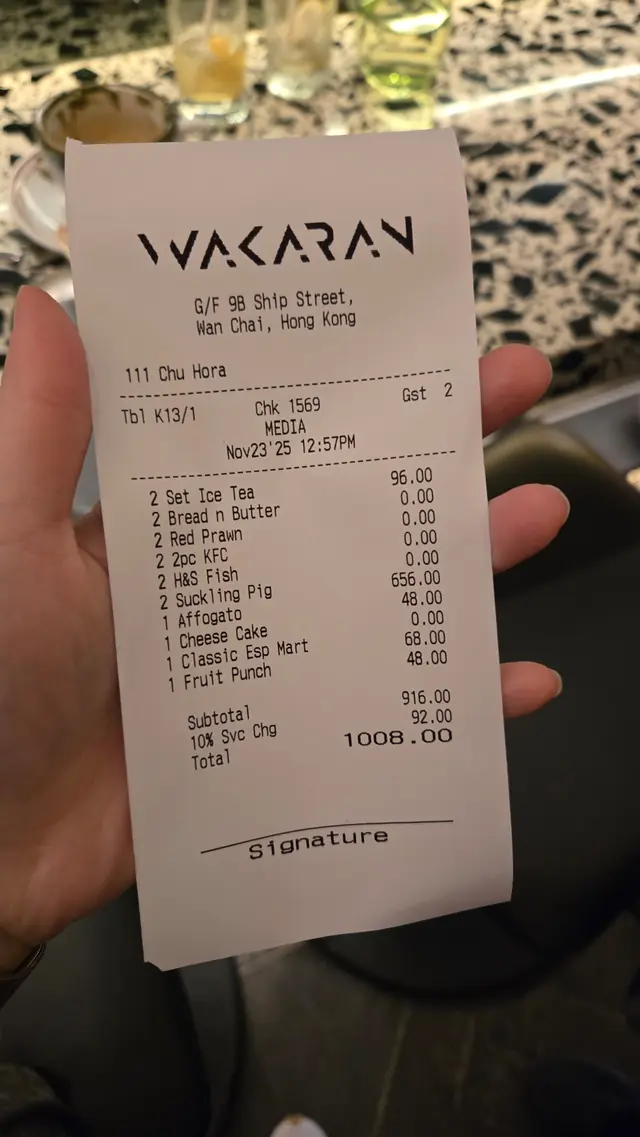 WAKARAN
G/F 9B Ship Street,
Wan Chai, Hong Kong
111 Chu Hora
Tbl K13/1 Chk 1569 Gst 2
MEDIA
Nov23'25 12:57PM
2 Set Ice Tea 96.00
2 Bread n Butter 0.00
2 Red Prawn 0.00
2 2pc KFC 0.00
2 H&S Fish 0.00
2 Suckling Pig 656.00
1 Affogato 48.00
1 Cheese Cake 0.00
1 Classic Esp Mart 68.00
1 Fruit Punch 48.00
Subtotal 916.00
10% Svc Chg 92.00
Total 1008.00
Signature